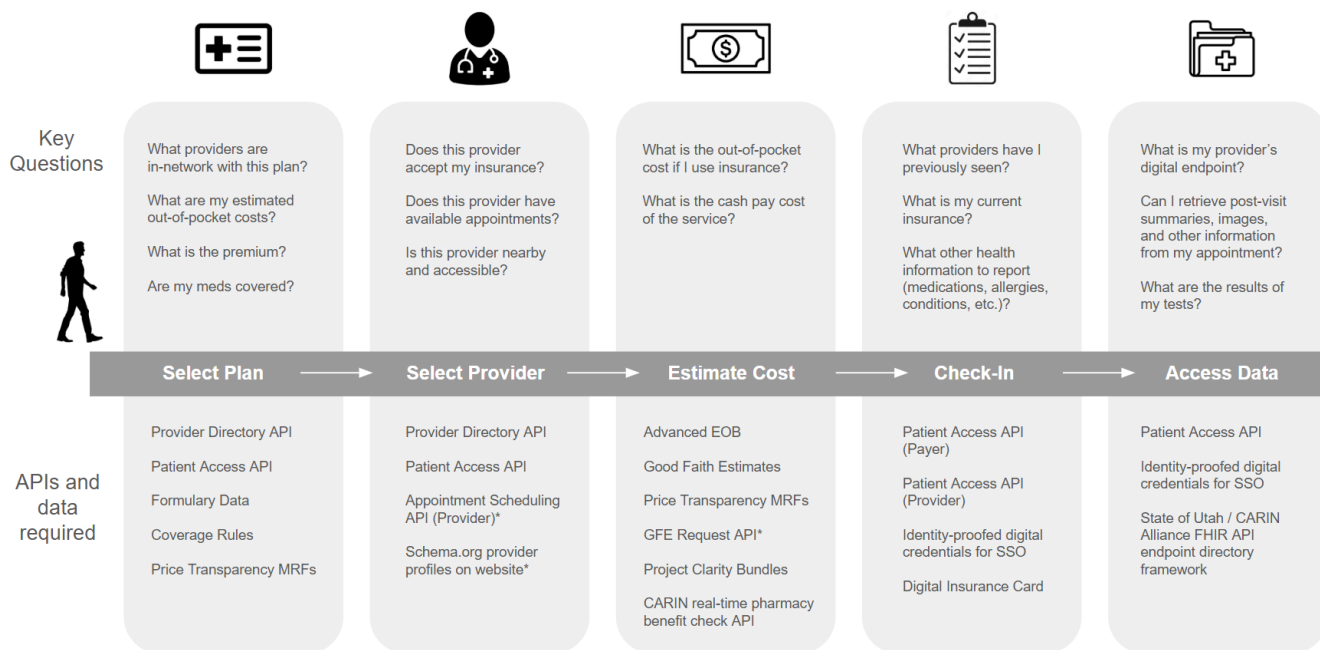 Key
Questions
What providers are
in-network with this plan?
What are my estimated
out-of-pocket costs?
What is the premium?
Are my meds covered?
Does this provider
accept my insurance?
Does this provider have
available appointments?
Is this provider nearby
and accessible?
What is the out-of-pocket
cost if I use insurance?
What is the cash pay cost
of the service?
What providers have I
previously seen?
What is my current
insurance?
What other health
information to report
(medications, allergies,
conditions, etc.)?
What is my provider's
digital endpoint?
Can I retrieve post-visit
summaries, images,
and other information
from my appointment?
What are the results of
my tests?
Select Plan
Select Provider
Estimate Cost
Check-In
Access Data
APIs and
data
required
Provider Directory API
Patient Access API
Formulary Data
Coverage Rules
Price Transparency MRFs
Provider Directory API
Patient Access API
Appointment Scheduling
API (Provider)*
Schema.org provider
profiles on website*
Advanced EOB
Good Faith Estimates
Price Transparency MRFs
GFE Request API*
Project Clarity Bundles
CARIN real-time pharmacy
benefit check API
Patient Access API
(Payer)
Patient Access API
(Provider)
Identity-proofed digital
credentials for SSO
Digital Insurance Card
Patient Access API
Identity-proofed digital
credentials for SSO
State of Utah / CARIN
Alliance FHIR API
endpoint directory
framework